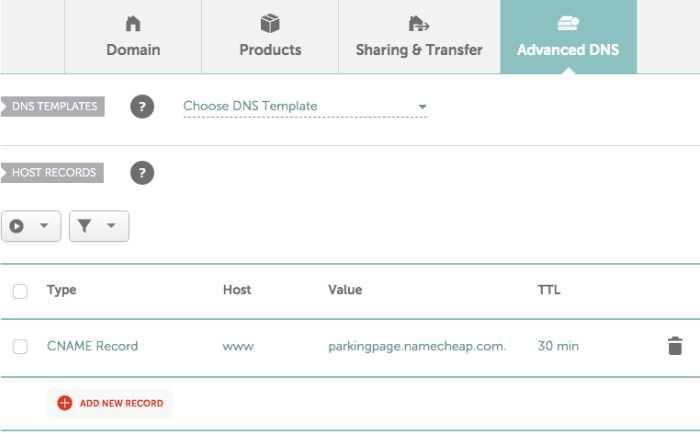 Domain
Products
Sharing & Transfer
Advanced DNS
DNS TEMPLATES
?
Choose DNS Template
HOST RECORDS
?
Type Host Value TTL
CNAME Record www parkingpage.namecheap.com. 30 min
ADD NEW RECORD